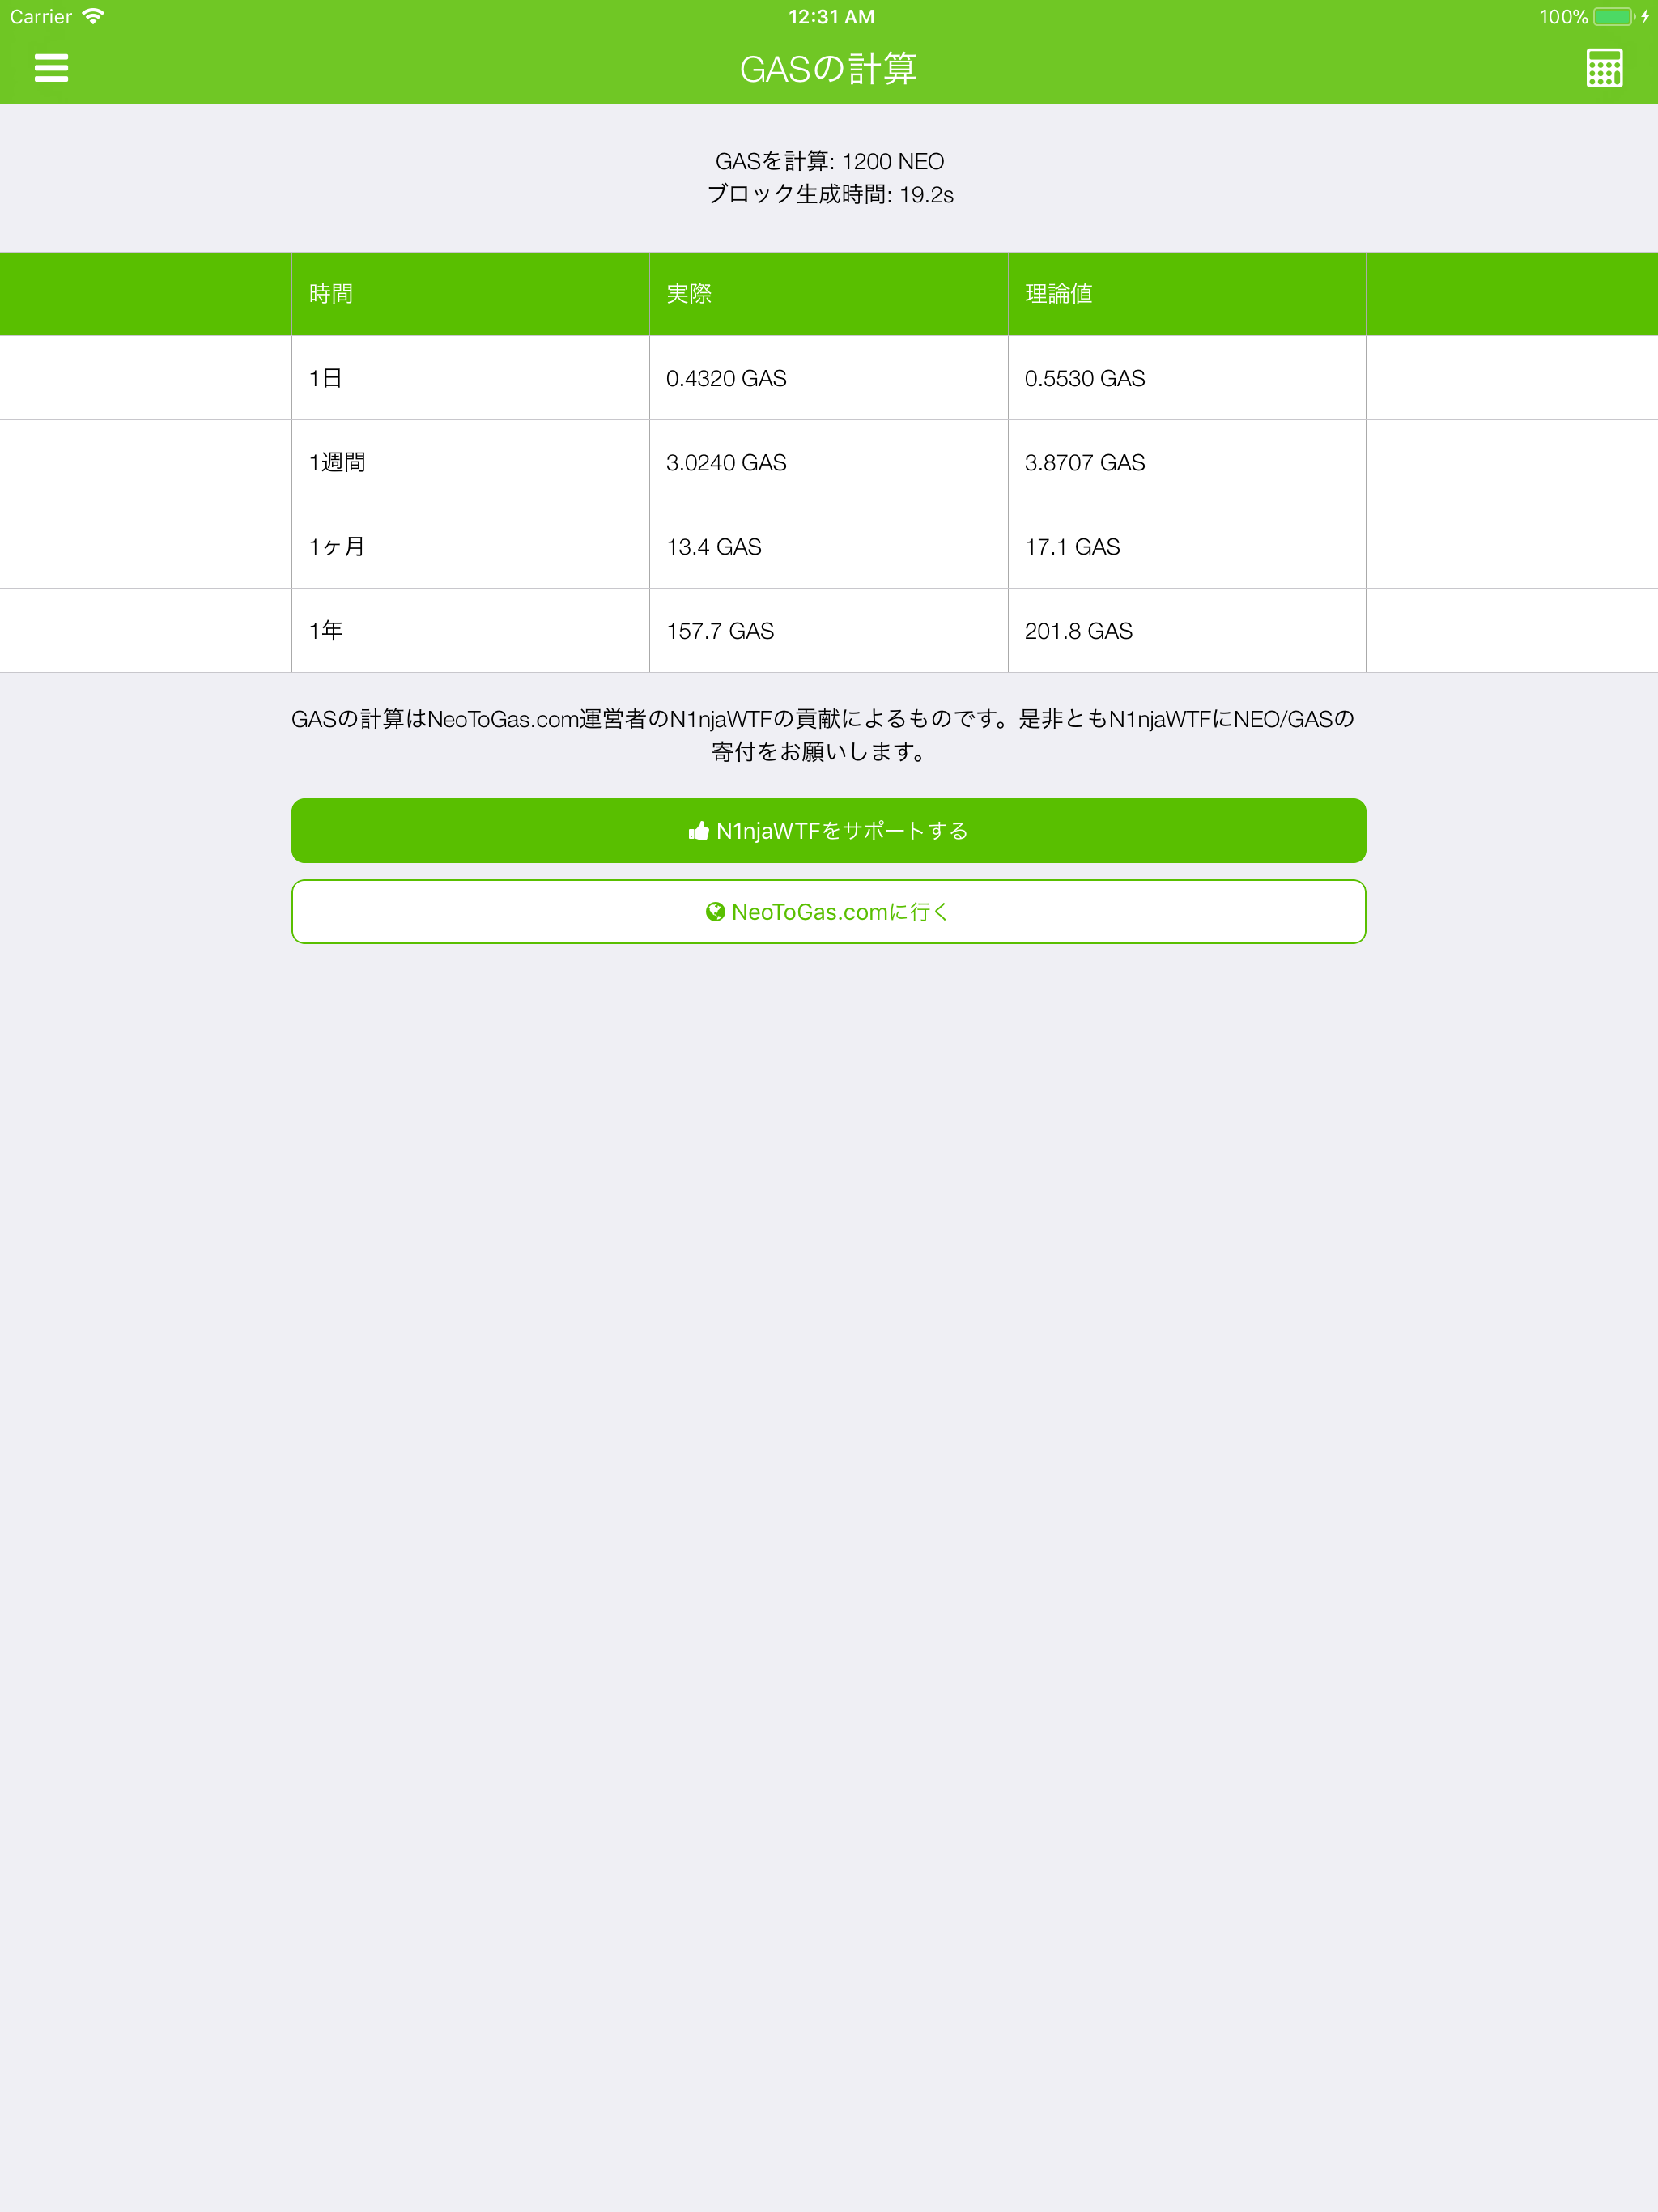 Carrier 12:31 AM 100%
GASの計算
GASを計算: 1200 NEO
ブロック生成時間: 19.2s
時間 実際 理論値
1日 0.4320 GAS 0.5530 GAS
1週間 3.0240 GAS 3.8707 GAS
1ヶ月 13.4 GAS 17.1 GAS
1年 157.7 GAS 201.8 GAS
GASの計算はNeoToGas.com運営者のN1njaWTFの貢献によるものです。是非ともN1njaWTFにNEO/GASの
寄付をお願いします。
N1njaWTFをサポートする
NeoToGas.comに行く